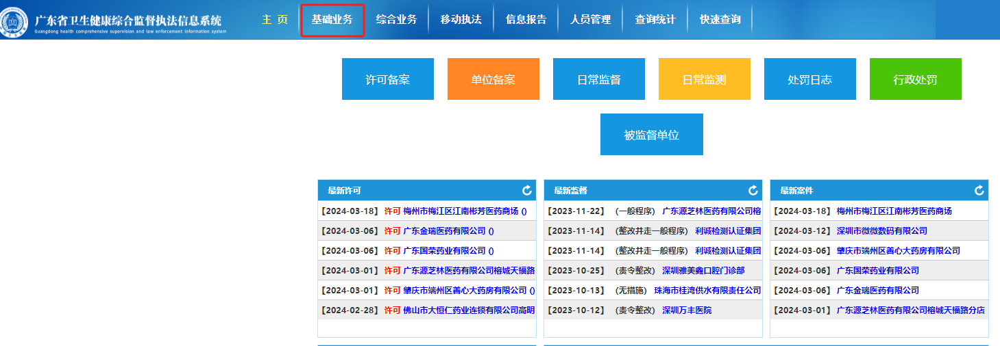 广东省卫生健康综合监督执法信息系统
Guangdong health comprehensive supervision and law enforcement information system
主 页 基础业务 综合业务 移动执法 信息报告 人员管理 查询统计 快速查询
许可备案 单位备案 日常监督 日常监测 处罚日志 行政处罚
被监督单位
最新许可
【2024-03-18】 许可 梅州市梅江区江南彬芳医药商场 ()
【2024-03-06】 许可 广东金瑞医药有限公司 ()
【2024-03-06】 许可 广东国荣药业有限公司 ()
【2024-03-01】 许可 广东源芝林医药有限公司榕城天福路
【2024-03-01】 许可 肇庆市端州区善心大药房有限公司 ()
【2024-02-28】 许可 佛山市大恒仁药业连锁有限公司高明
最新监督
【2023-11-22】 (一般程序) 广东源芝林医药有限公司榕
【2023-11-14】 (整改并走一般程序) 利诚检测认证集团
【2023-11-14】 (整改并走一般程序) 利诚检测认证集团
【2023-10-25】 (责令整改) 深圳雅美鑫口腔门诊部
【2023-10-13】 (无措施) 珠海市桂湾供水有限责任公司
【2023-10-12】 (责令整改) 深圳万丰医院
最新案件
【2024-03-18】 梅州市梅江区江南彬芳医药商场
【2024-03-12】 深圳市微微数码有限公司
【2024-03-06】 肇庆市端州区善心大药房有限公司
【2024-03-06】 广东国荣药业有限公司
【2024-03-06】 广东金瑞医药有限公司
【2024-03-01】 广东源芝林医药有限公司榕城天福路分店